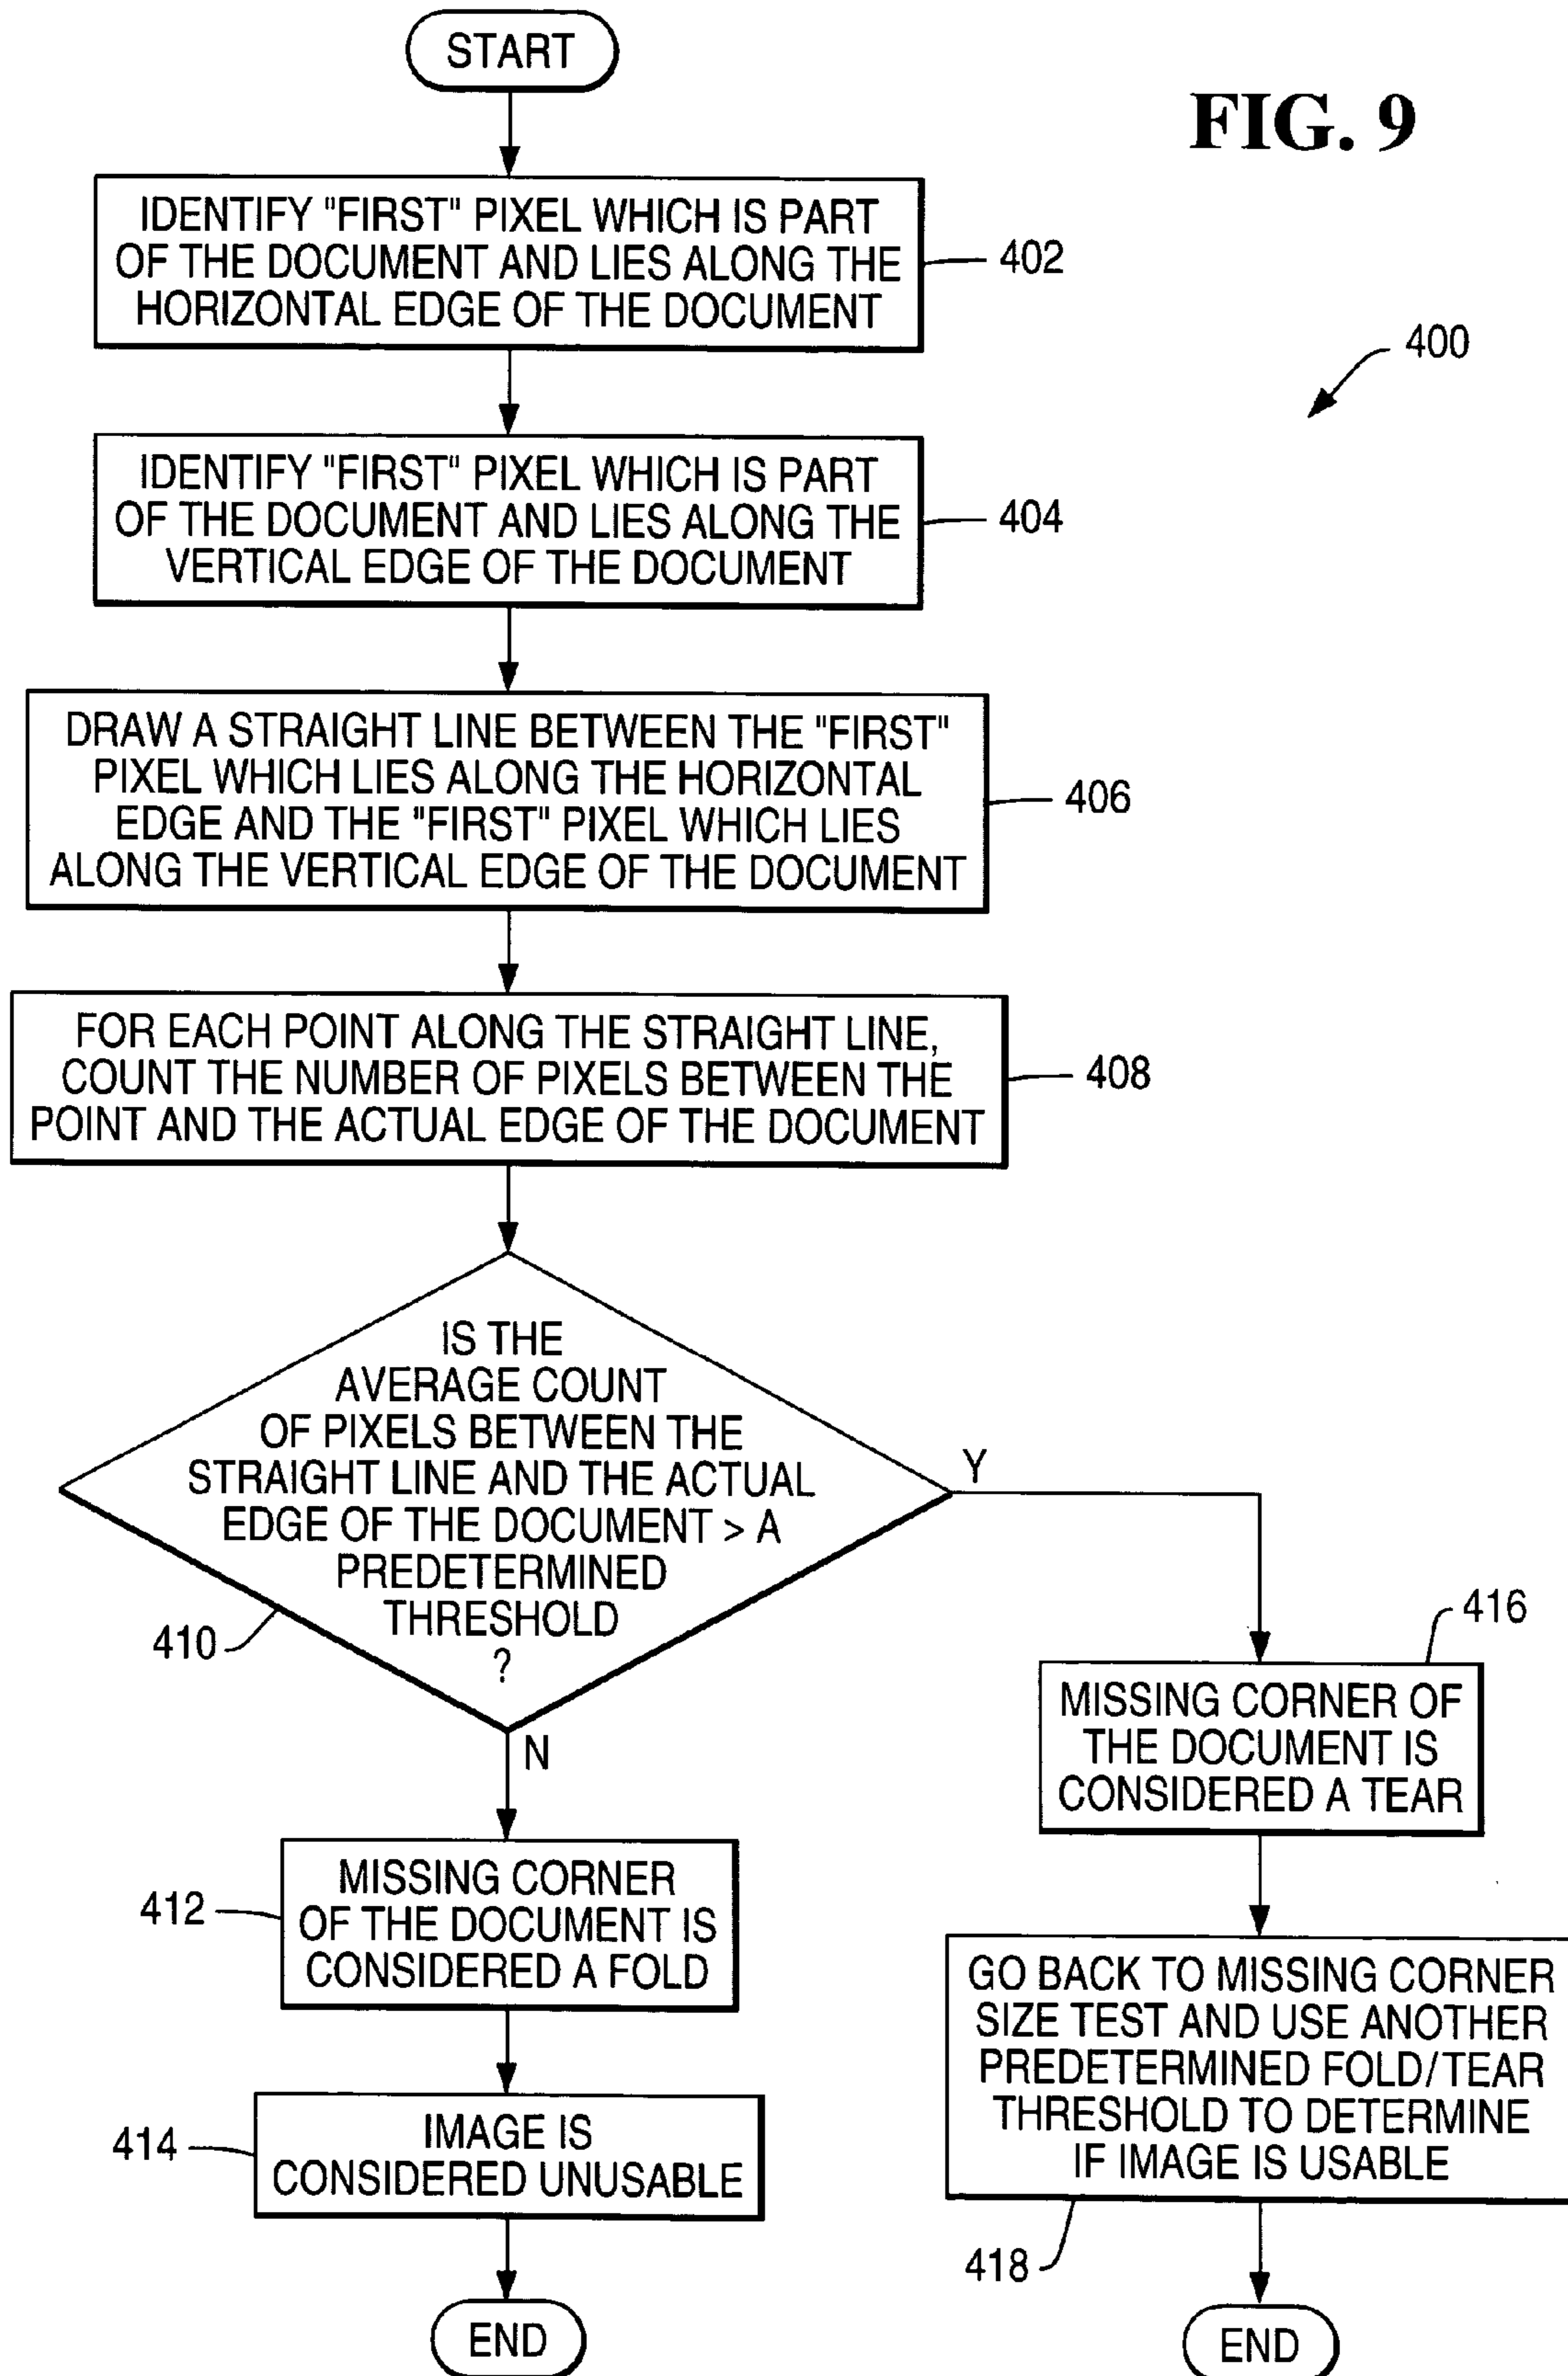 START
FIG. 9
IDENTIFY "FIRST" PIXEL WHICH IS PART
OF THE DOCUMENT AND LIES ALONG THE
HORIZONTAL EDGE OF THE DOCUMENT
402
400
IDENTIFY "FIRST" PIXEL WHICH IS PART
OF THE DOCUMENT AND LIES ALONG THE
VERTICAL EDGE OF THE DOCUMENT
404
DRAW A STRAIGHT LINE BETWEEN THE "FIRST"
PIXEL WHICH LIES ALONG THE HORIZONTAL
EDGE AND THE "FIRST" PIXEL WHICH LIES
ALONG THE VERTICAL EDGE OF THE DOCUMENT
406
FOR EACH POINT ALONG THE STRAIGHT LINE,
COUNT THE NUMBER OF PIXELS BETWEEN THE
POINT AND THE ACTUAL EDGE OF THE DOCUMENT
408
IS THE
AVERAGE COUNT
OF PIXELS BETWEEN THE
STRAIGHT LINE AND THE ACTUAL
EDGE OF THE DOCUMENT > A
PREDETERMINED
THRESHOLD
?
410
Y
N
MISSING CORNER OF
THE DOCUMENT IS
CONSIDERED A TEAR
416
MISSING CORNER
OF THE DOCUMENT IS
CONSIDERED A FOLD
412
GO BACK TO MISSING CORNER
SIZE TEST AND USE ANOTHER
PREDETERMINED FOLD/TEAR
THRESHOLD TO DETERMINE
IF IMAGE IS USABLE
418
IMAGE IS
CONSIDERED UNUSABLE
414
END
END